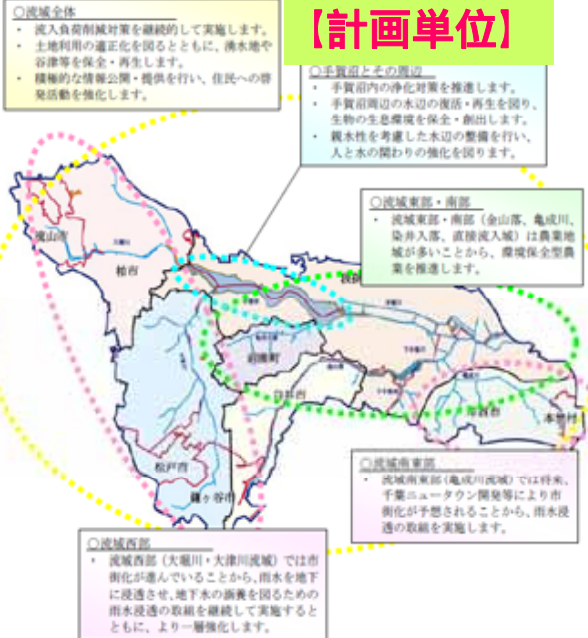 ○流域全体
・ 流入負荷削減対策を継続的して実施します。
・ 土地利用の適正化を図るとともに、湧水地や
谷津等を保全・再生します。
・ 積極的な情報公開・提供を行い、住民への啓
発活動を強化します。
【計画単位】
○手賀沼とその周辺
・ 手賀沼内の浄化対策を推進します。
・ 手賀沼周辺の水辺の復活・再生を図り、
生物の生息環境を保全・創出します。
・ 親水性を考慮した水辺の整備を行い、
人と水の関わりの強化を図ります。
○流域東部・南部
・ 流域東部・南部（金山落、亀成川、
染井入落、直接流入域）は農業地
域が多いことから、環境保全型農
業を推進します。
流山市
柏市
白井市
印西市
本埜村
松戸市
鎌ヶ谷市
○流域南東部
・ 流域南東部（亀成川流域）では将来、
千葉ニュータウン開発等により市
街化が予想されることから、雨水浸
透の取組を実施します。
○流域西部
・ 流域西部（大堀川・大津川流域）では市
街化が進んでいることから、雨水を地下
に浸透させ、地下水の涵養を図るための
雨水浸透の取組を継続して実施すると
ともに、より一層強化します。